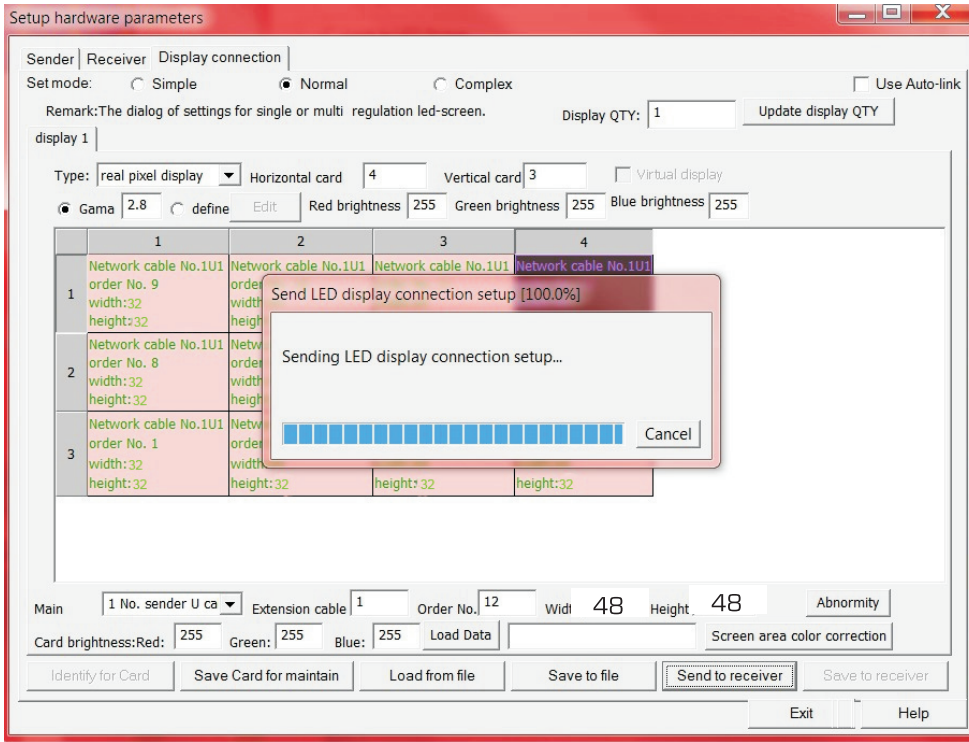 Setup hardware parameters
X
Sender Receiver Display connection
Set mode: Simple Normal Complex Use Auto-link
Remark:The dialog of settings for single or multi regulation led-screen. Display QTY: 1 Update display QTY
display 1
Type: real pixel display Horizontal card 4 Vertical card 3 Virtual display
Gama 2.8 define Edit Red brightness 255 Green brightness 255 Blue brightness 255
1 2 3 4
Network cable No.1U1 Network cable No.1U1 Network cable No.1U1 Network cable No.1U1
1 order No. 9
width:32
height:32
Send LED display connection setup [100.0%]
Network cable No.1U1
2 order No. 8
width:32
height:32
Sending LED display connection setup...
Cancel
Network cable No.1U1
3 order No. 1
width:32
height:32 height:32 height:32 height:32
Main 1 No. sender U ca Extension cable 1 Order No. 12 48 Height 48 Abnormity
Card brightness:Red: 255 Green: 255 Blue: 255 Load Data Screen area color correction
Identify for Card Save Card for maintain Load from file Save to file Send to receiver Save to receiver
Exit Help